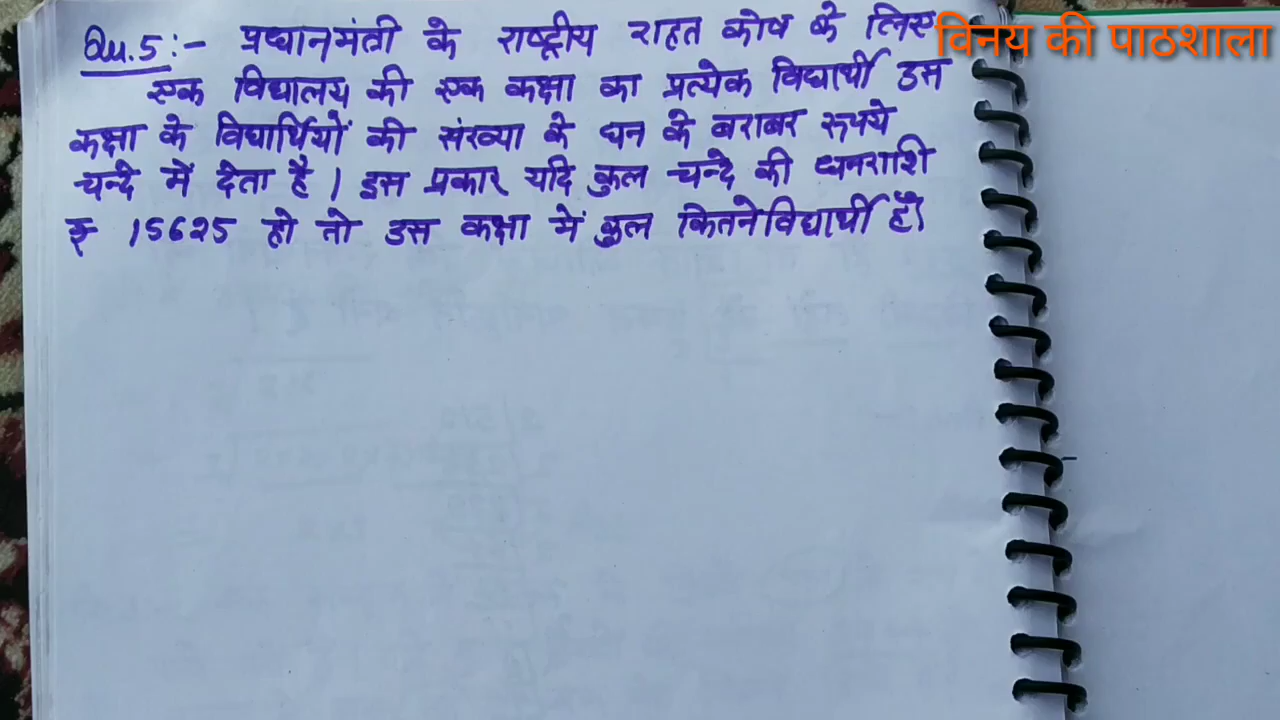 Qu.5:- प्रधानमंत्री के राष्ट्रीय राहत कोष के लिए
विनय की पाठशाला
एक विद्यालय की एक कक्षा का प्रत्येक विद्यार्थी उस
कक्षा के विद्यार्थियों की संख्या के घन के बराबर रूपये
चन्दे में देता है। इस प्रकार यदि कुल चन्दे की धनराशि
रु 15625 हो तो उस कक्षा में कुल कितने विद्यार्थी हैं।